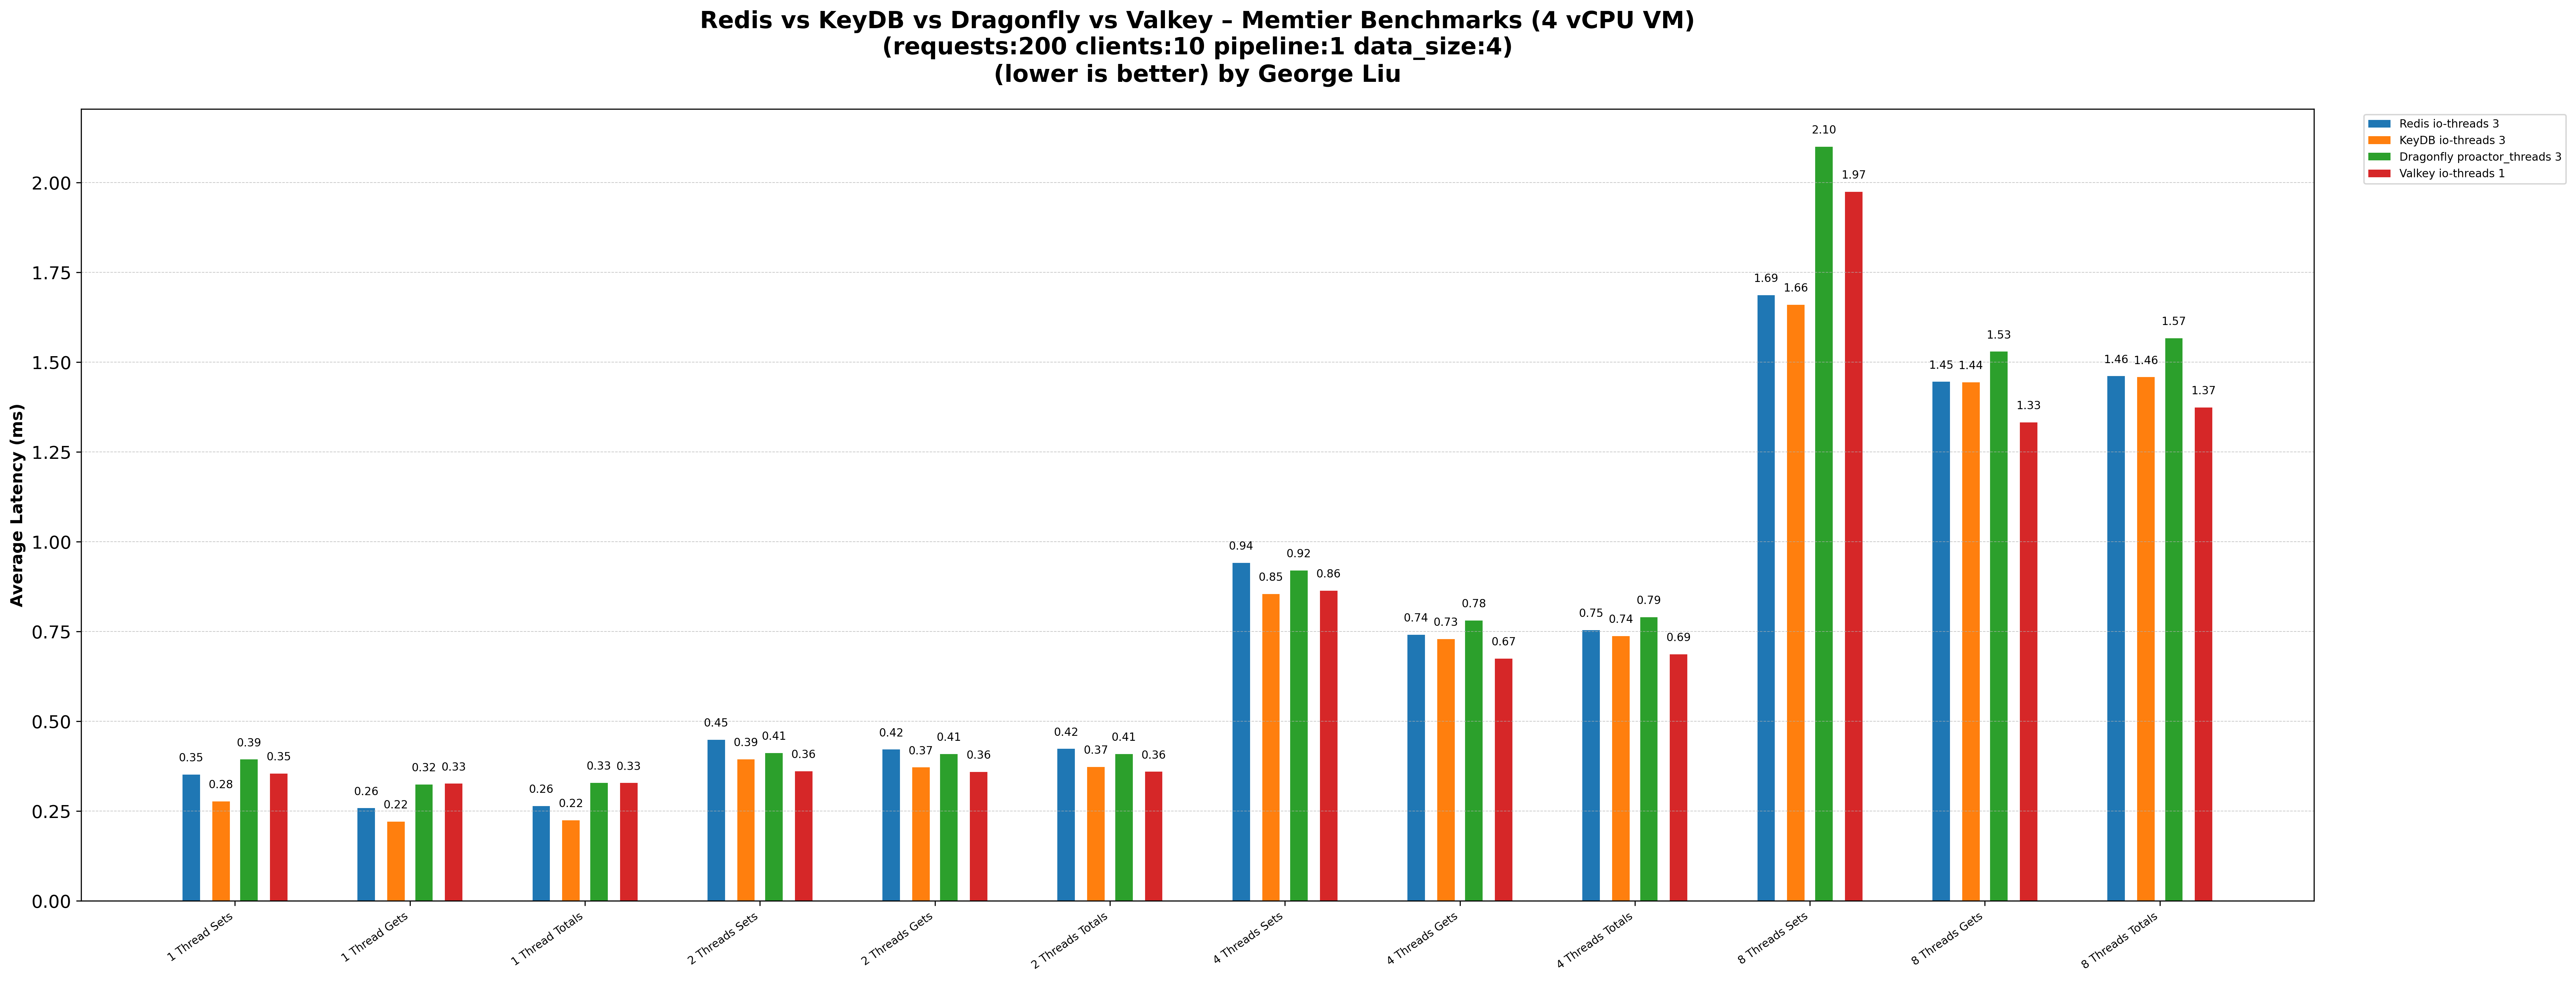 Redis vs KeyDB vs Dragonfly vs Valkey – Memtier Benchmarks (4 vCPU VM)
(requests:200 clients:10 pipeline:1 data_size:4)
(lower is better) by George Liu
Redis io-threads 3
KeyDB io-threads 3
Dragonfly proactor_threads 3
Valkey io-threads 1
Average Latency (ms)
2.00
1.75
1.50
1.25
1.00
0.75
0.50
0.25
0.00
0.35
0.28
0.39
0.35
0.26
0.22
0.32
0.33
0.26
0.22
0.33
0.33
0.45
0.39
0.41
0.36
0.42
0.37
0.41
0.36
0.42
0.37
0.41
0.36
0.94
0.85
0.92
0.86
0.74
0.73
0.78
0.67
0.75
0.74
0.79
0.69
1.69
1.66
2.10
1.97
1.45
1.44
1.53
1.33
1.46
1.46
1.57
1.37
1 Thread Sets
1 Thread Gets
1 Thread Totals
2 Threads Sets
2 Threads Gets
2 Threads Totals
4 Threads Sets
4 Threads Gets
4 Threads Totals
8 Threads Sets
8 Threads Gets
8 Threads Totals